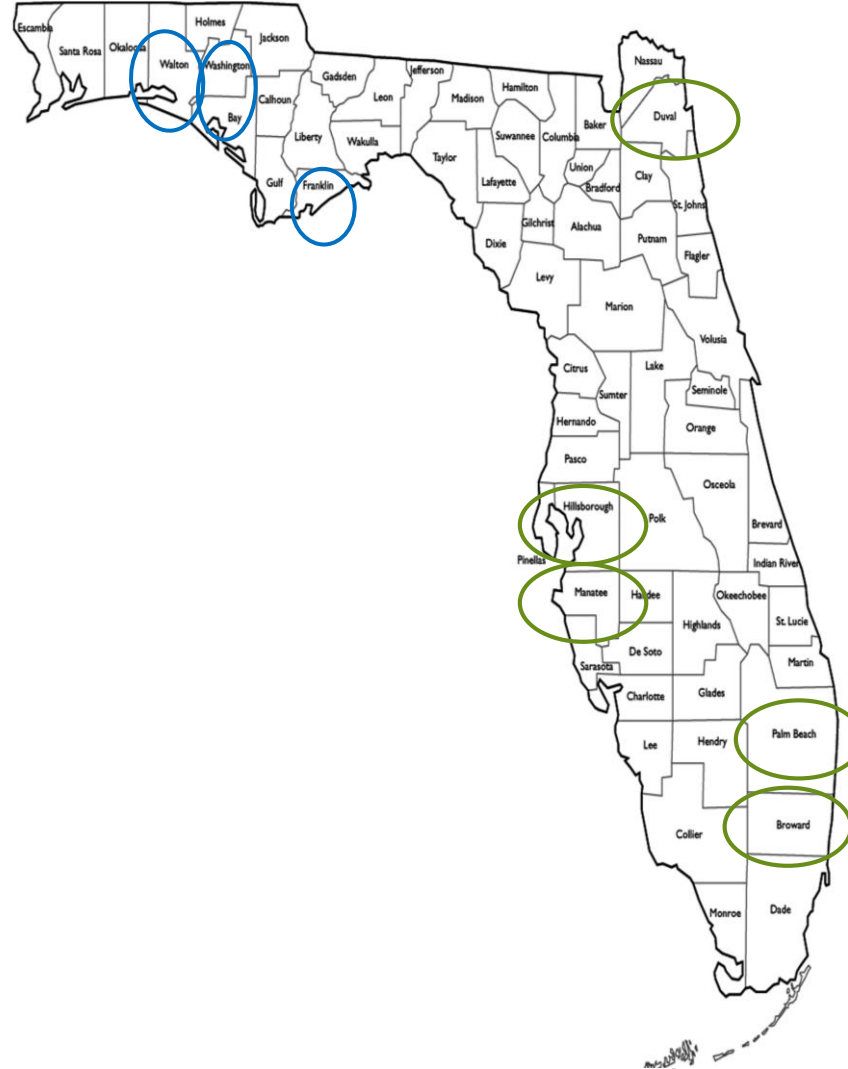 Escambia
Santa Rosa
Okaloosa
Walton
Holmes
Washington
Bay
Jackson
Calhoun
Gulf
Liberty
Franklin
Gadsden
Leon
Wakulla
Jefferson
Madison
Taylor
Hamilton
Suwannee
Lafayette
Dixie
Columbia
Gilchrist
Levy
Baker
Union
Bradford
Alachua
Nassau
Duval
Clay
St. Johns
Putnam
Flagler
Marion
Volusia
Citrus
Sumter
Lake
Seminole
Hernando
Orange
Pasco
Osceola
Hillsborough
Polk
Brevard
Pinellas
Indian River
Manatee
Hardee
Okeechobee
Highlands
St. Lucie
De Soto
Sarasota
Martin
Charlotte
Glades
Lee
Hendry
Palm Beach
Collier
Broward
Monroe
Dade